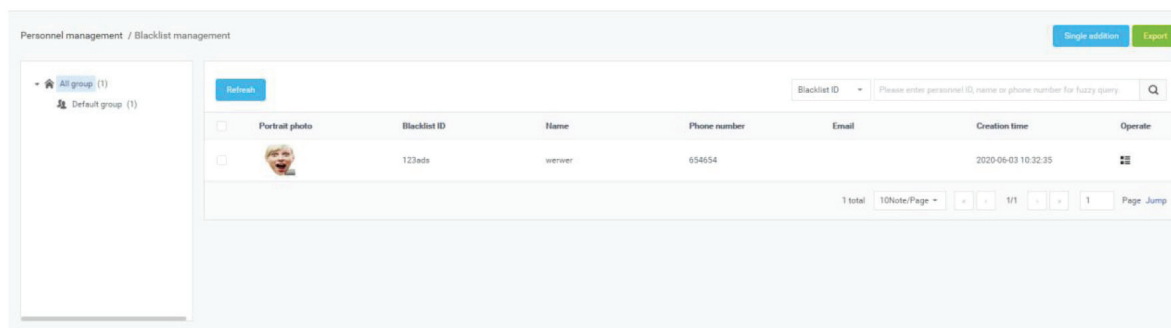 Personnel management / Blacklist management
Single addition Export
All group (1)
Default group (1)
Refresh
Blacklist ID Please enter personnel ID, name or phone number for fuzzy query
Portrait photo Blacklist ID Name Phone number Email Creation time Operate
123ads werwer 654654 2020-06-03 10:32:35
1 total 10Note/Page « ‹ 1/1 › » 1 Page Jump